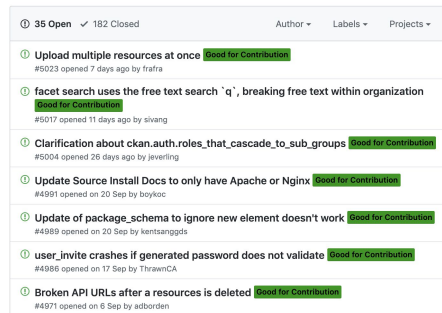 35 Open 182 Closed Author Labels Projects
Upload multiple resources at once Good for Contribution
#5023 opened 7 days ago by frafra
facet search uses the free text search `q`, breaking free text within organization
Good for Contribution
#5017 opened 11 days ago by sivang
Clarification about ckan.auth.roles_that_cascade_to_sub_groups Good for Contribution
#5004 opened 26 days ago by jeverling
Update Source Install Docs to only have Apache or Nginx Good for Contribution
#4991 opened on 20 Sep by boykoc
Update of package_schema to ignore new element doesn't work Good for Contribution
#4989 opened on 20 Sep by kentsanggds
user_invite crashes if generated password does not validate Good for Contribution
#4986 opened on 17 Sep by ThrawnCA
Broken API URLs after a resources is deleted Good for Contribution
#4971 opened on 6 Sep by adborden